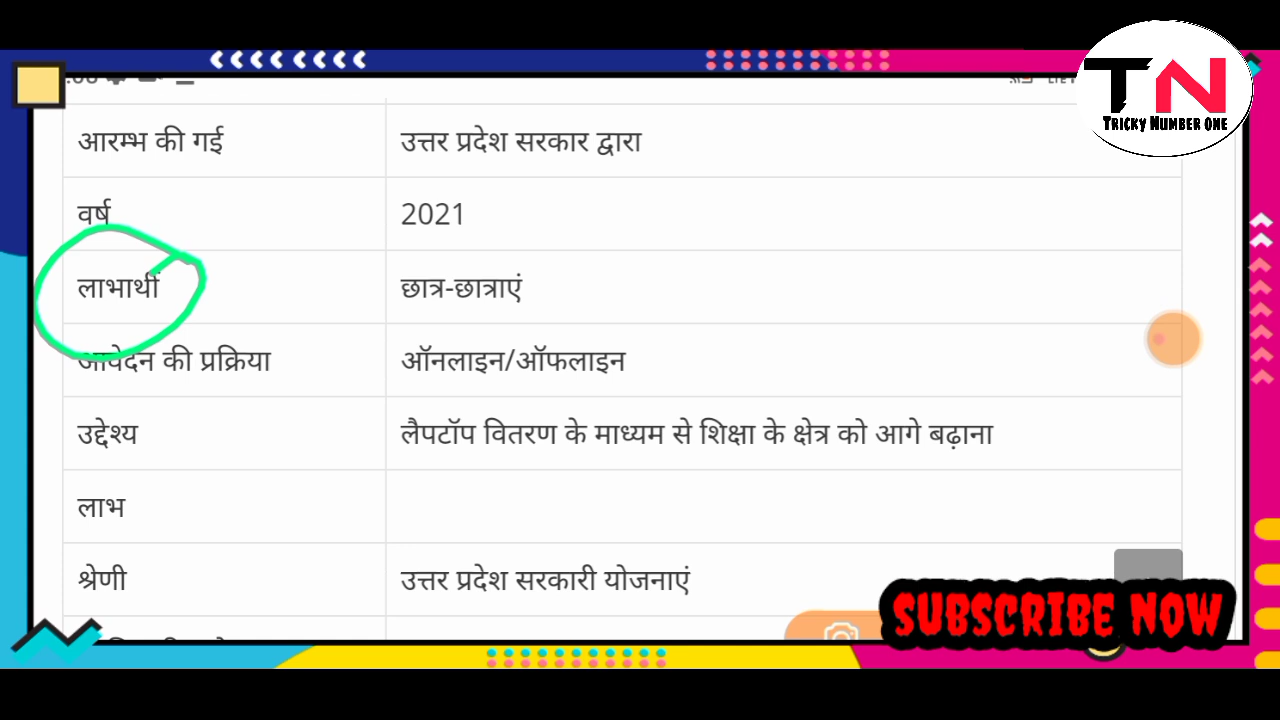 TN
TRICKY NUMBER ONE
आरम्भ की गई उत्तर प्रदेश सरकार द्वारा
वर्ष 2021
लाभार्थी छात्र-छात्राएं
आवेदन की प्रक्रिया ऑनलाइन/ऑफलाइन
उद्देश्य लैपटॉप वितरण के माध्यम से शिक्षा के क्षेत्र को आगे बढ़ाना
लाभ
श्रेणी उत्तर प्रदेश सरकारी योजनाएं
SUBSCRIBE NOW